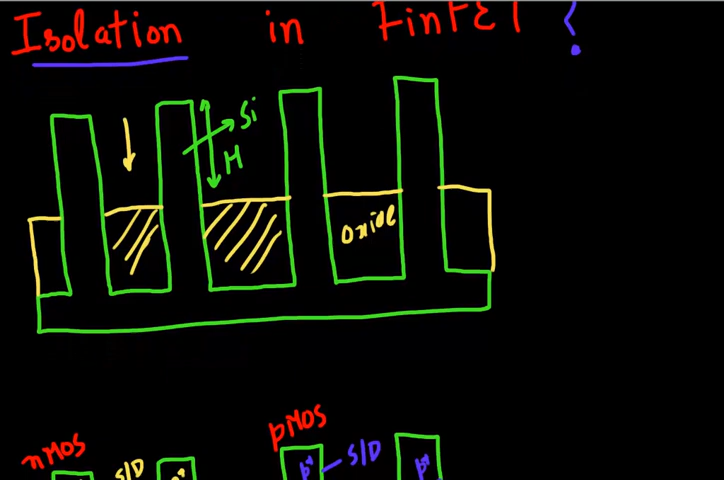 Isolation in FinFET ?
Si
H
oxide
nMOS
pMOS
S/D
S/D
p+